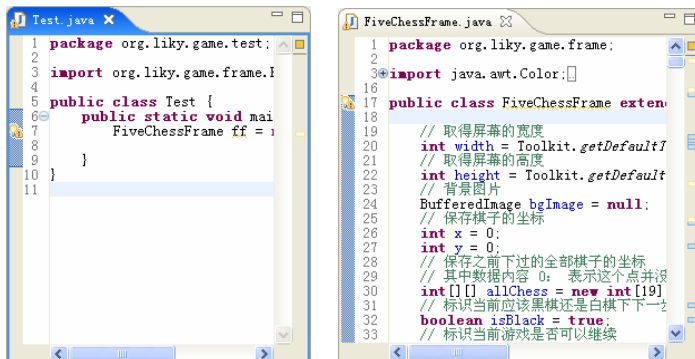 Test.java
1 package org.liky.game.test;
2
3 import org.liky.game.frame.
4
5 public class Test {
6 public static void mai
7 FiveChessFrame ff =
8
9 }
10 }
11
FiveChessFrame.java
1 package org.liky.game.frame;
2
3 import java.awt.Color;
16
17 public class FiveChessFrame exten
18
19 // 取得屏幕的宽度
20 int width = Toolkit.getDefaultT
21 // 取得屏幕的高度
22 int height = Toolkit.getDefault
23 // 背景图片
24 BufferedImage bgImage = null;
25 // 保存棋子的坐标
26 int x = 0;
27 int y = 0;
28 // 保存之前下过的全部棋子的坐标
29 // 其中数据内容 0： 表示这个点并没
30 int[][] allChess = new int[19]
31 // 标识当前应该黑棋还是白棋下下一步
32 boolean isBlack = true;
33 // 标识当前游戏是否可以继续